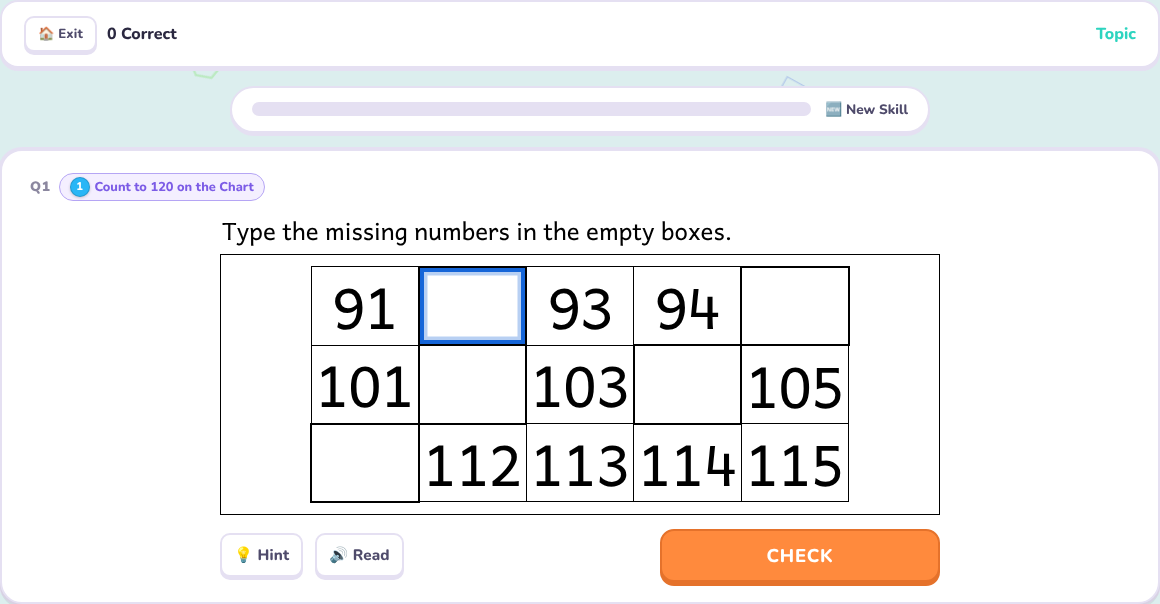 🏠 Exit 0 Correct Topic
🆕 New Skill
Q1 1 Count to 120 on the Chart
Type the missing numbers in the empty boxes.
91 93 94
101 103 105
112 113 114 115
💡 Hint 🔊 Read CHECK